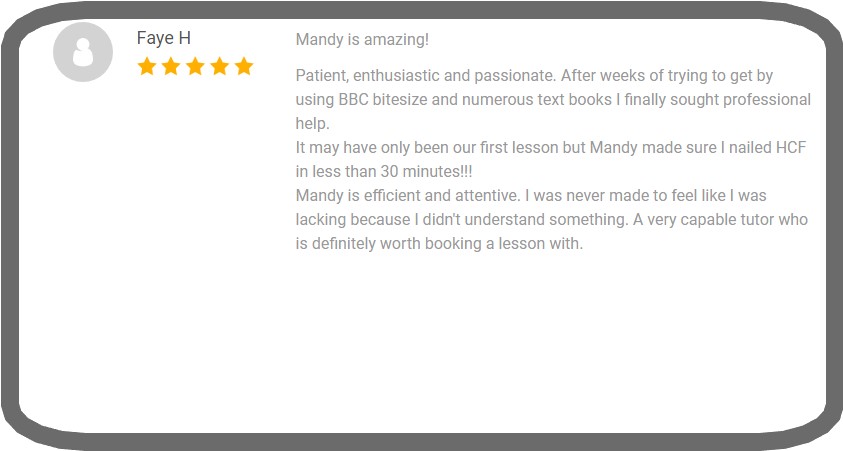 Faye H
Mandy is amazing!
Patient, enthusiastic and passionate. After weeks of trying to get by
using BBC bitesize and numerous text books I finally sought professional
help.
It may have only been our first lesson but Mandy made sure I nailed HCF
in less than 30 minutes!!!
Mandy is efficient and attentive. I was never made to feel like I was
lacking because I didn't understand something. A very capable tutor who
is definitely worth booking a lesson with.